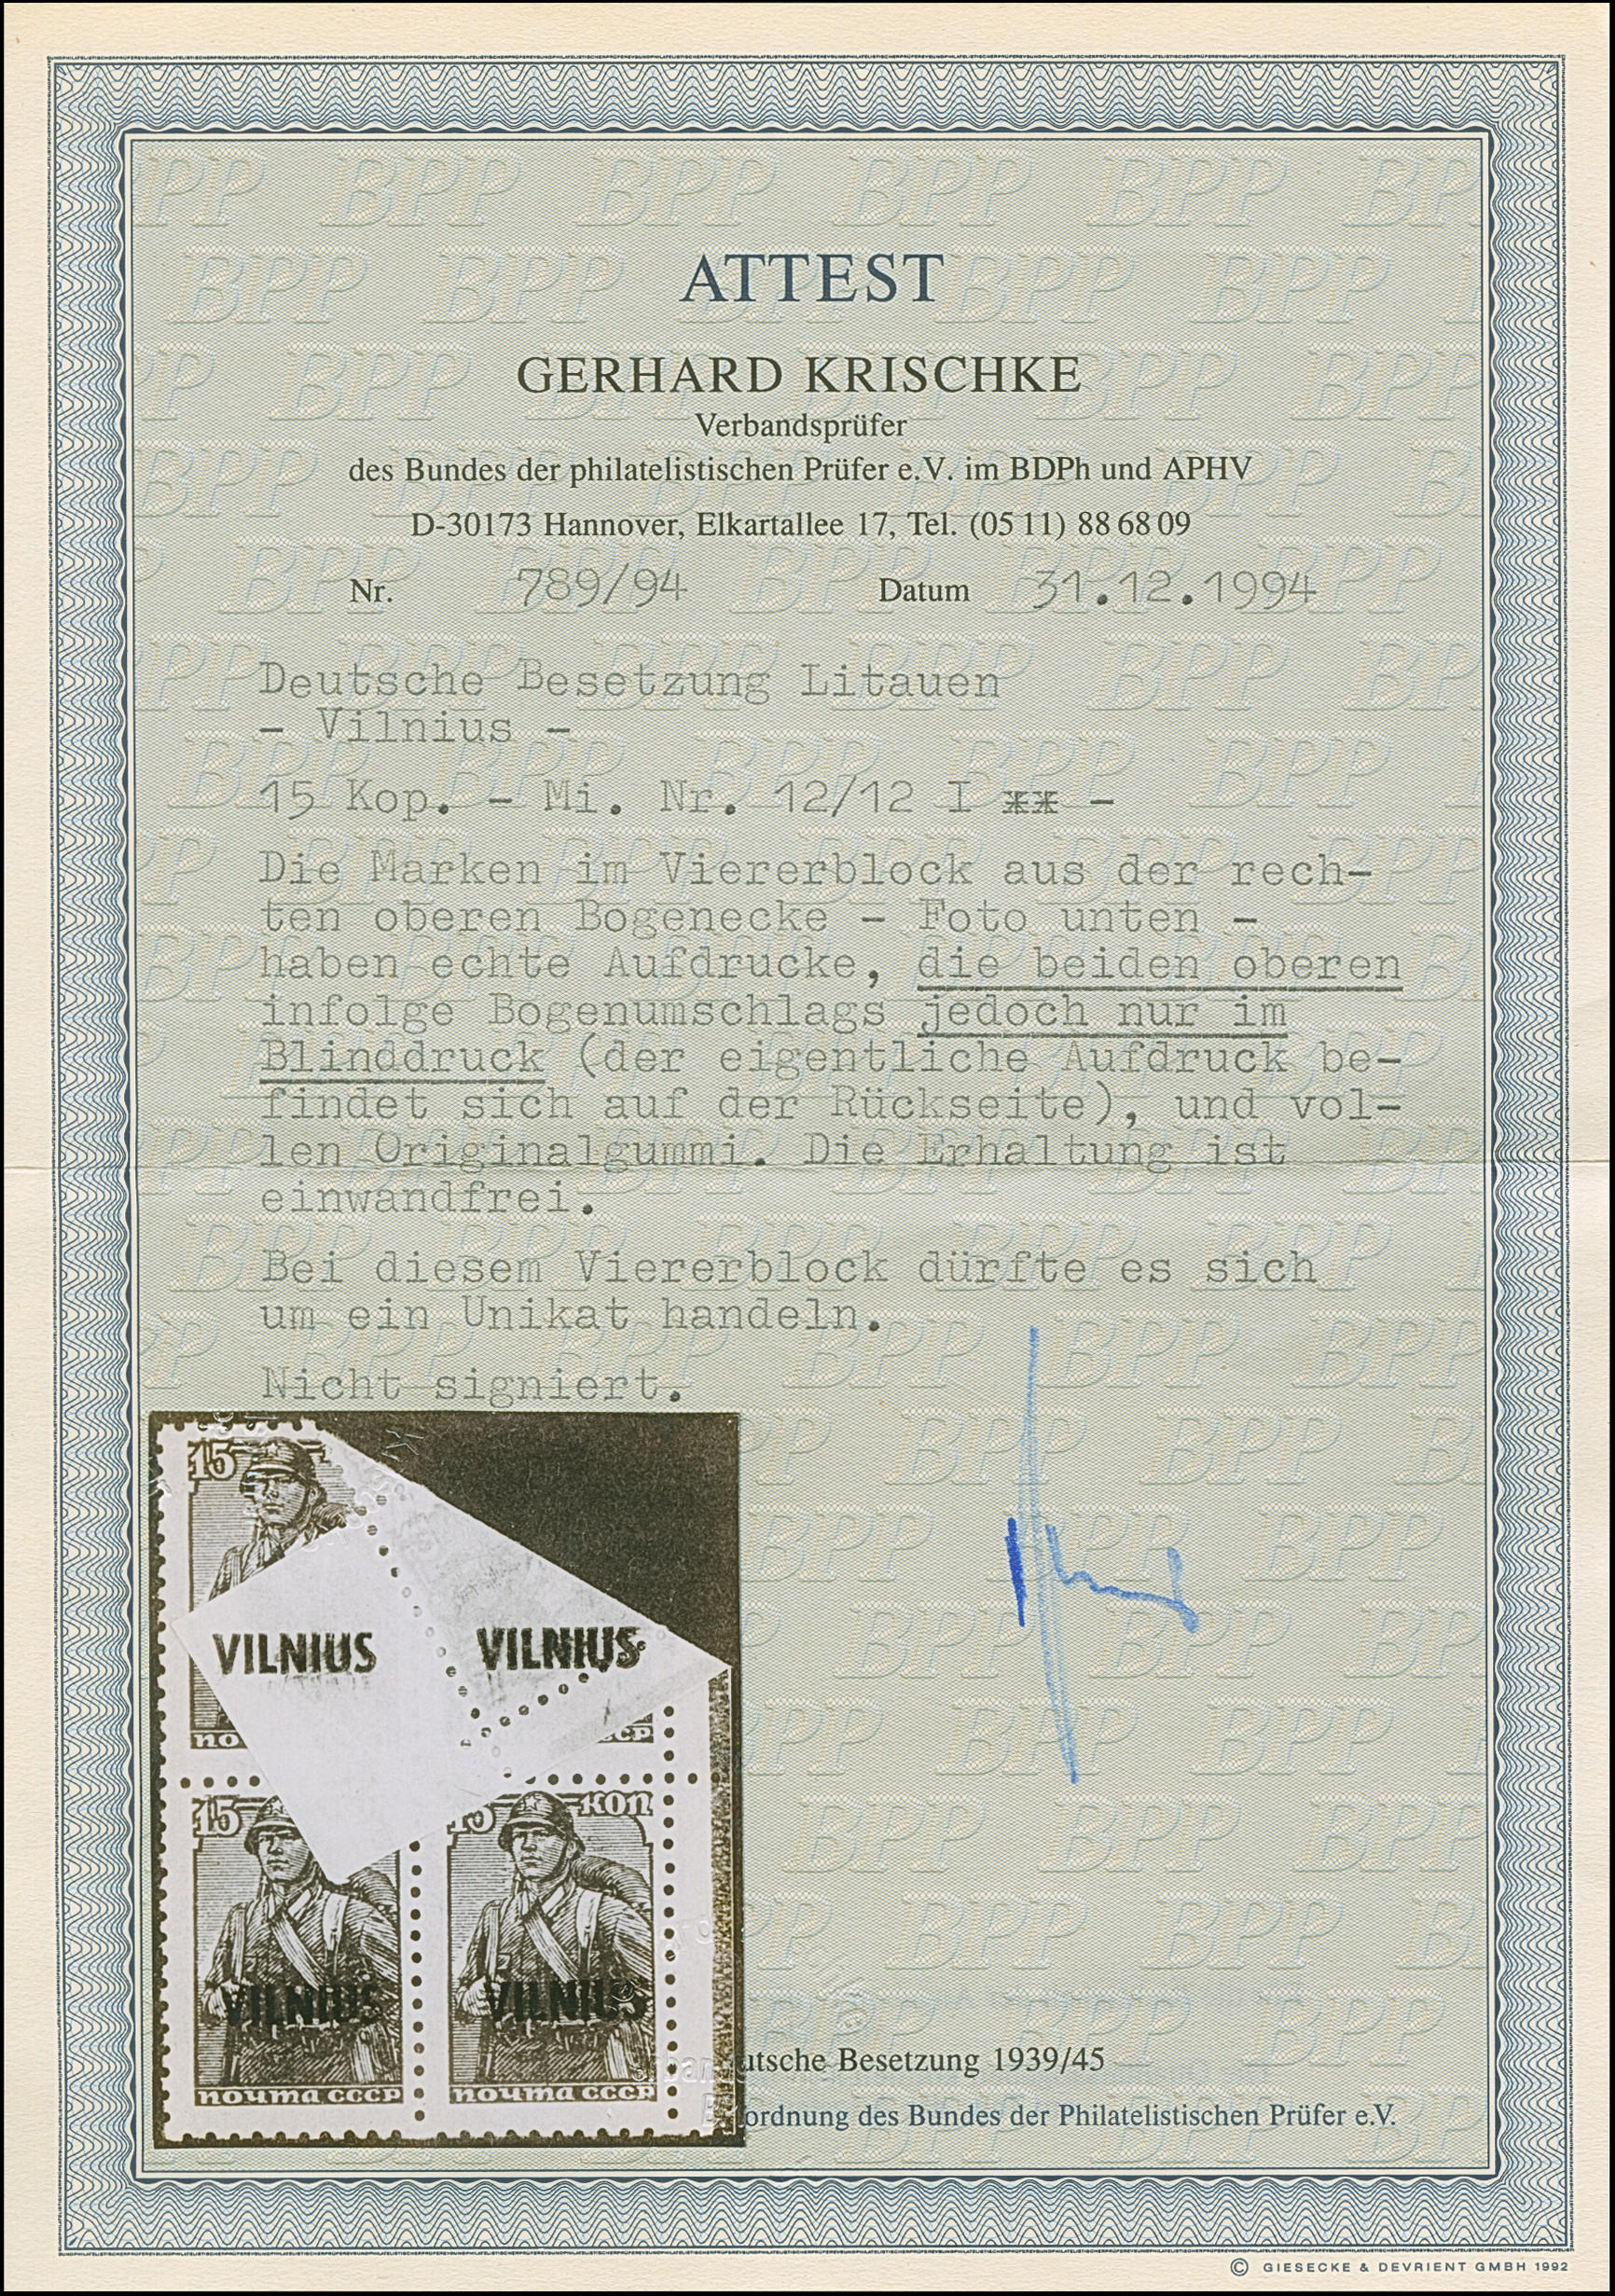 ATTEST
GERHARD KRISCHKE
Verbandsprüfer
des Bundes der philatelistischen Prüfer e.V. im BDPh und APHV
D-30173 Hannover, Elkartallee 17, Tel. (05 11) 88 68 09
Nr. 789/94 Datum 31.12.1994
Deutsche Besetzung Litauen
- Vilnius -
15 Kop. - Mi. Nr. 12/12 I ** -
Die Marken im Viererblock aus der rech-
ten oberen Bogenecke - Foto unten -
haben echte Aufdrucke, die beiden oberen
infolge Bogenumschlags jedoch nur im
Blinddruck (der eigentliche Aufdruck be-
findet sich auf der Rückseite), und vol-
len Originalgummi. Die Erhaltung ist
einwandfrei.
Bei diesem Viererblock dürfte es sich
um ein Unikat handeln.
Nicht signiert.
15
VILNIUS VILNIUS
ПО ССР
15 15 КОП
VILNIUS VILNIUS
ПОЧТА СССР ПОЧТА СССР
utsche Besetzung 1939/45
ordnung des Bundes der Philatelistischen Prüfer e.V.
© GIESECKE & DEVRIENT GMBH 1992